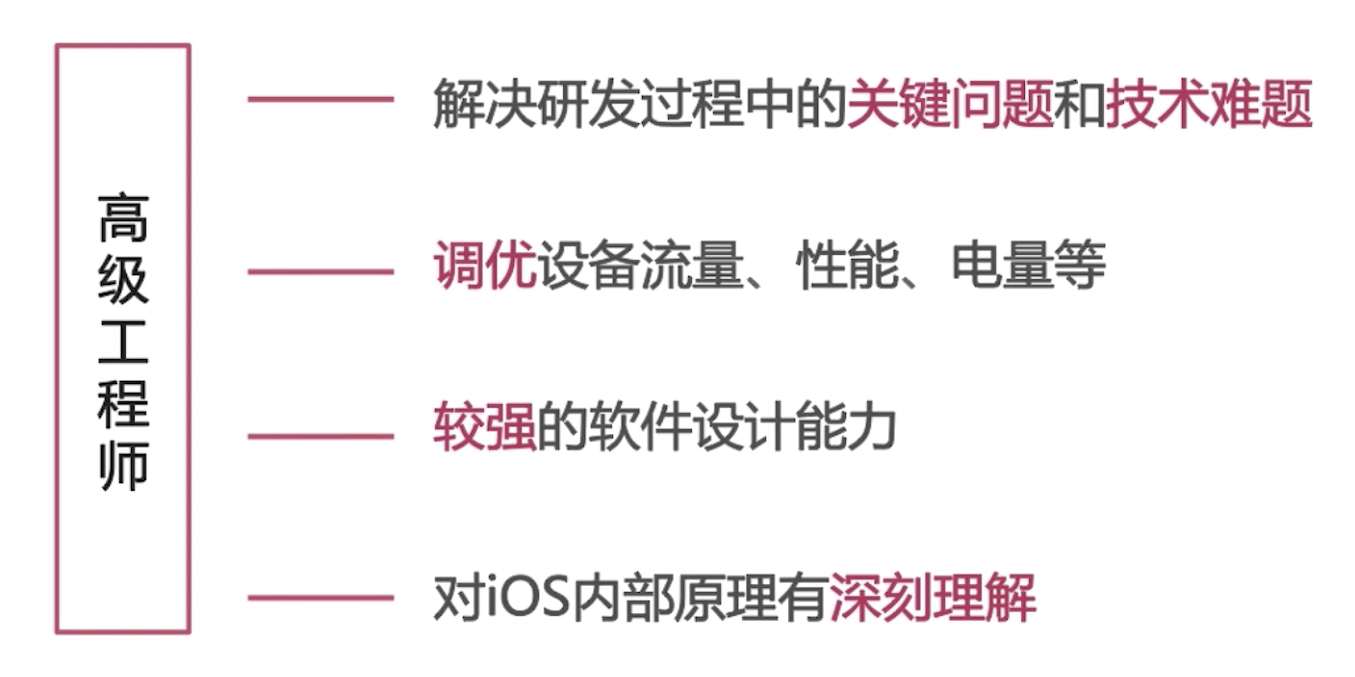 高级工程师
解决研发过程中的关键问题和技术难题
调优设备流量、性能、电量等
较强的软件设计能力
对iOS内部原理有深刻理解